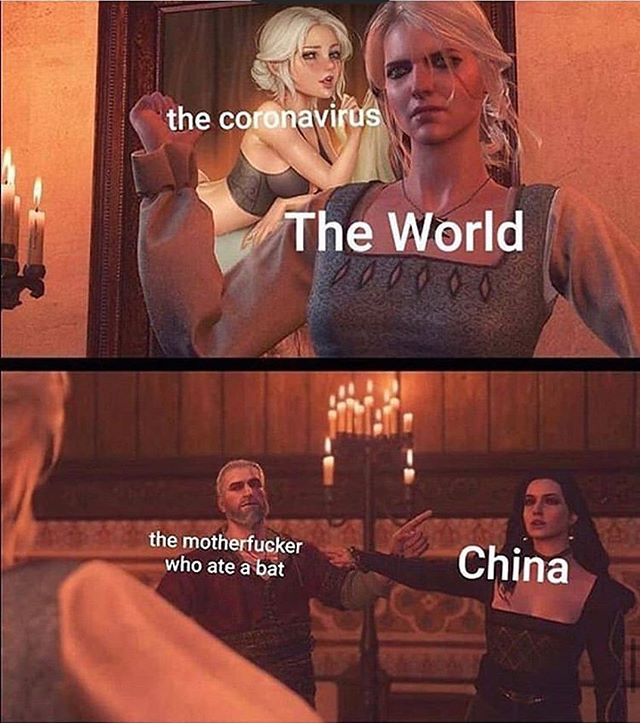 the coronavirus
The World
the motherfucker
who ate a bat
China